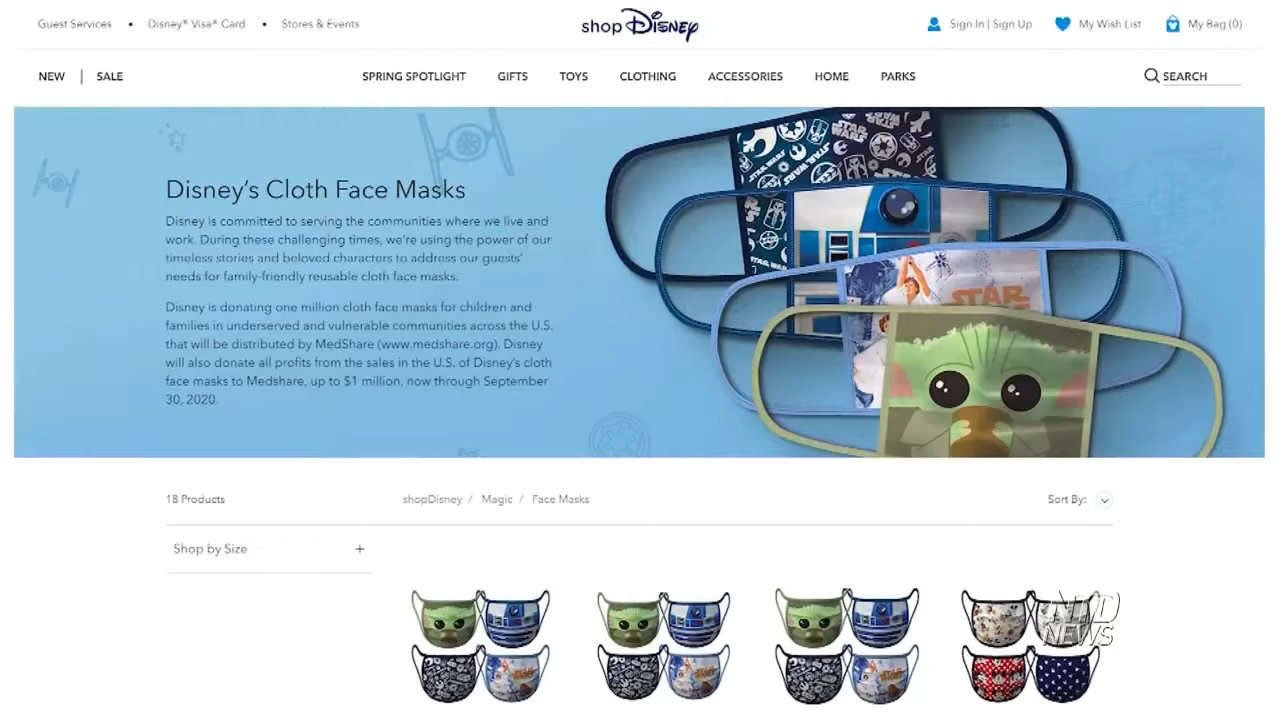 Guest Services • Disney® Visa® Card • Stores & Events
shop Disney
Sign In | Sign Up
My Wish List
My Bag (0)
NEW | SALE
SPRING SPOTLIGHT GIFTS TOYS CLOTHING ACCESSORIES HOME PARKS
SEARCH
Disney's Cloth Face Masks
Disney is committed to serving the communities where we live and
work. During these challenging times, we're using the power of our
timeless stories and beloved characters to address our guests'
needs for family-friendly reusable cloth face masks.
Disney is donating one million cloth face masks for children and
families in underserved and vulnerable communities across the U.S.
that will be distributed by MedShare (www.medshare.org). Disney
will also donate all profits from the sales in the U.S. of Disney's cloth
face masks to Medshare, up to $1 million, now through September
30, 2020.
STAR WARS
STAR
18 Products
shopDisney / Magic / Face Masks
Sort By:
Shop by Size +
NTD
NEWS